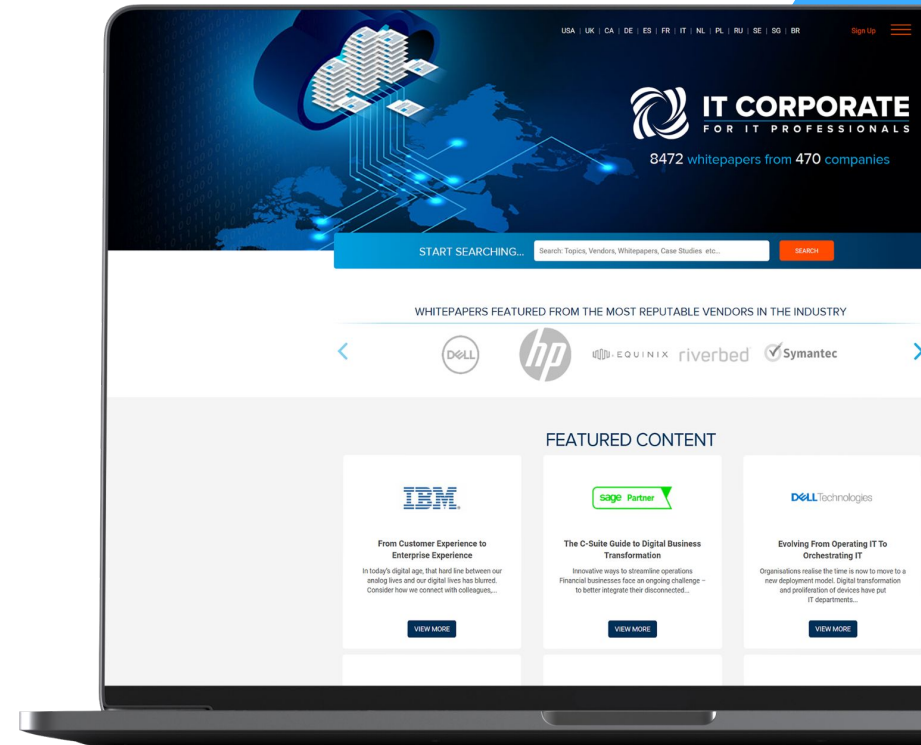 USA | UK | CA | DE | ES | FR | IT | NL | PL | RU | SE | SG | BR
Sign Up
IT CORPORATE
FOR IT PROFESSIONALS
8472 whitepapers from 470 companies
START SEARCHING...
Search: Topics, Vendors, Whitepapers, Case Studies etc...
SEARCH
WHITEPAPERS FEATURED FROM THE MOST REPUTABLE VENDORS IN THE INDUSTRY
DELL
hp
EQUINIX
riverbed
Symantec
FEATURED CONTENT
IBM
From Customer Experience to
Enterprise Experience
In today's digital age, that hard line between our
analog lives and our digital lives has blurred.
Consider how we connect with colleagues,...
VIEW MORE
sage Partner
The C-Suite Guide to Digital Business
Transformation
Innovative ways to streamline operations
Financial businesses face an ongoing challenge –
to better integrate their disconnected...
VIEW MORE
DELLTechnologies
Evolving From Operating IT To
Orchestrating IT
Organisations realise the time is now to move to a
new deployment model. Digital transformation
and proliferation of devices have put
IT departments...
VIEW MORE